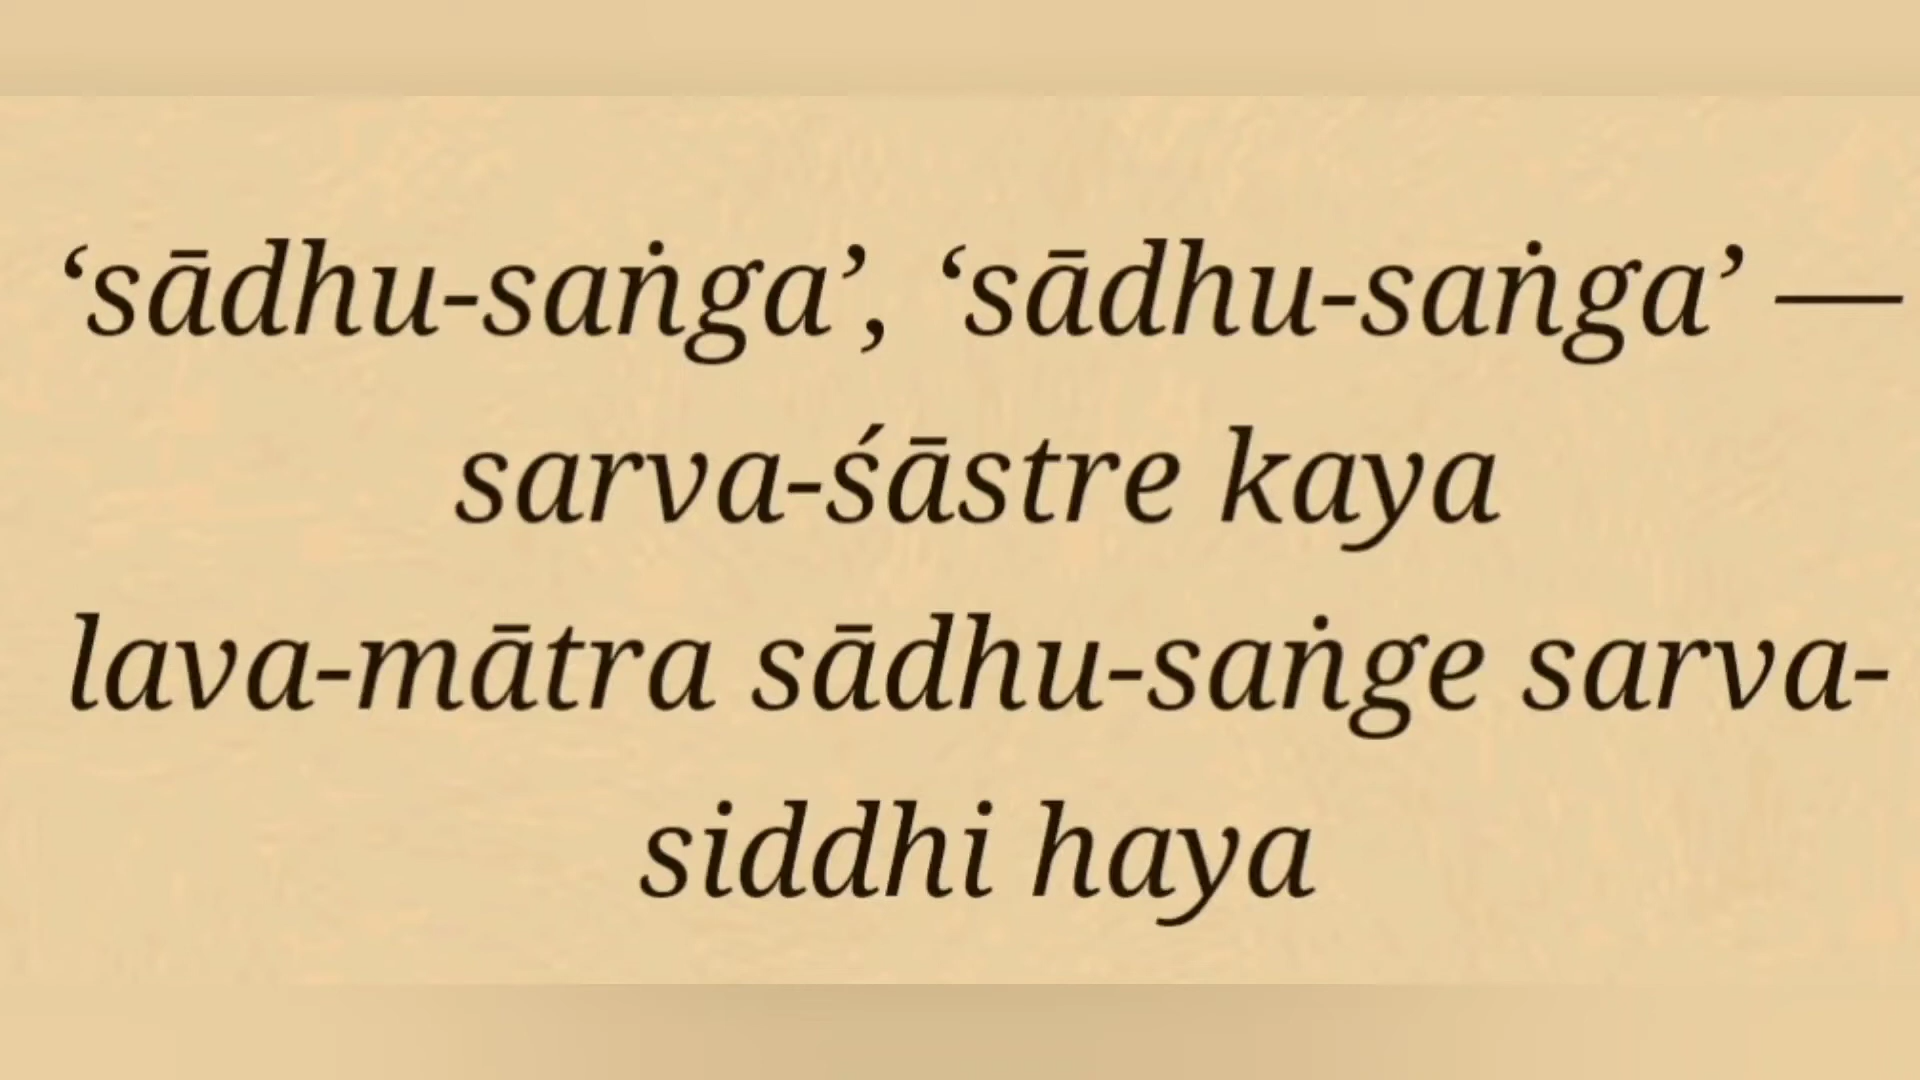 ‘sādhu-saṅga’, ‘sādhu-saṅga’ —
sarva-śāstre kaya
lava-mātra sādhu-saṅge sarva-
siddhi haya